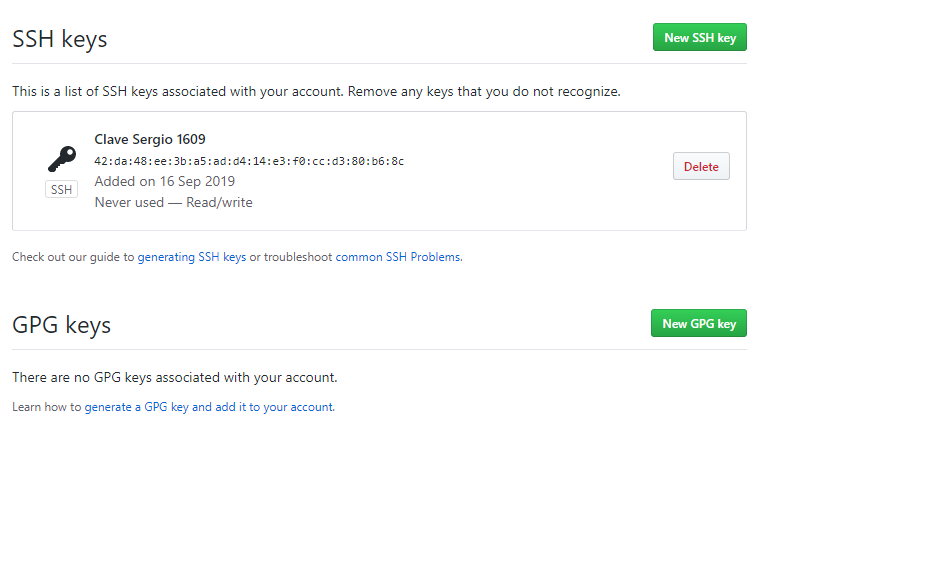 SSH keys
New SSH key
This is a list of SSH keys associated with your account. Remove any keys that you do not recognize.
Clave Sergio 1609
42:da:48:ee:3b:a5:ad:d4:14:e3:f0:cc:d3:80:b6:8c
Added on 16 Sep 2019
Never used — Read/write
SSH
Delete
Check out our guide to generating SSH keys or troubleshoot common SSH Problems.
GPG keys
New GPG key
There are no GPG keys associated with your account.
Learn how to generate a GPG key and add it to your account.